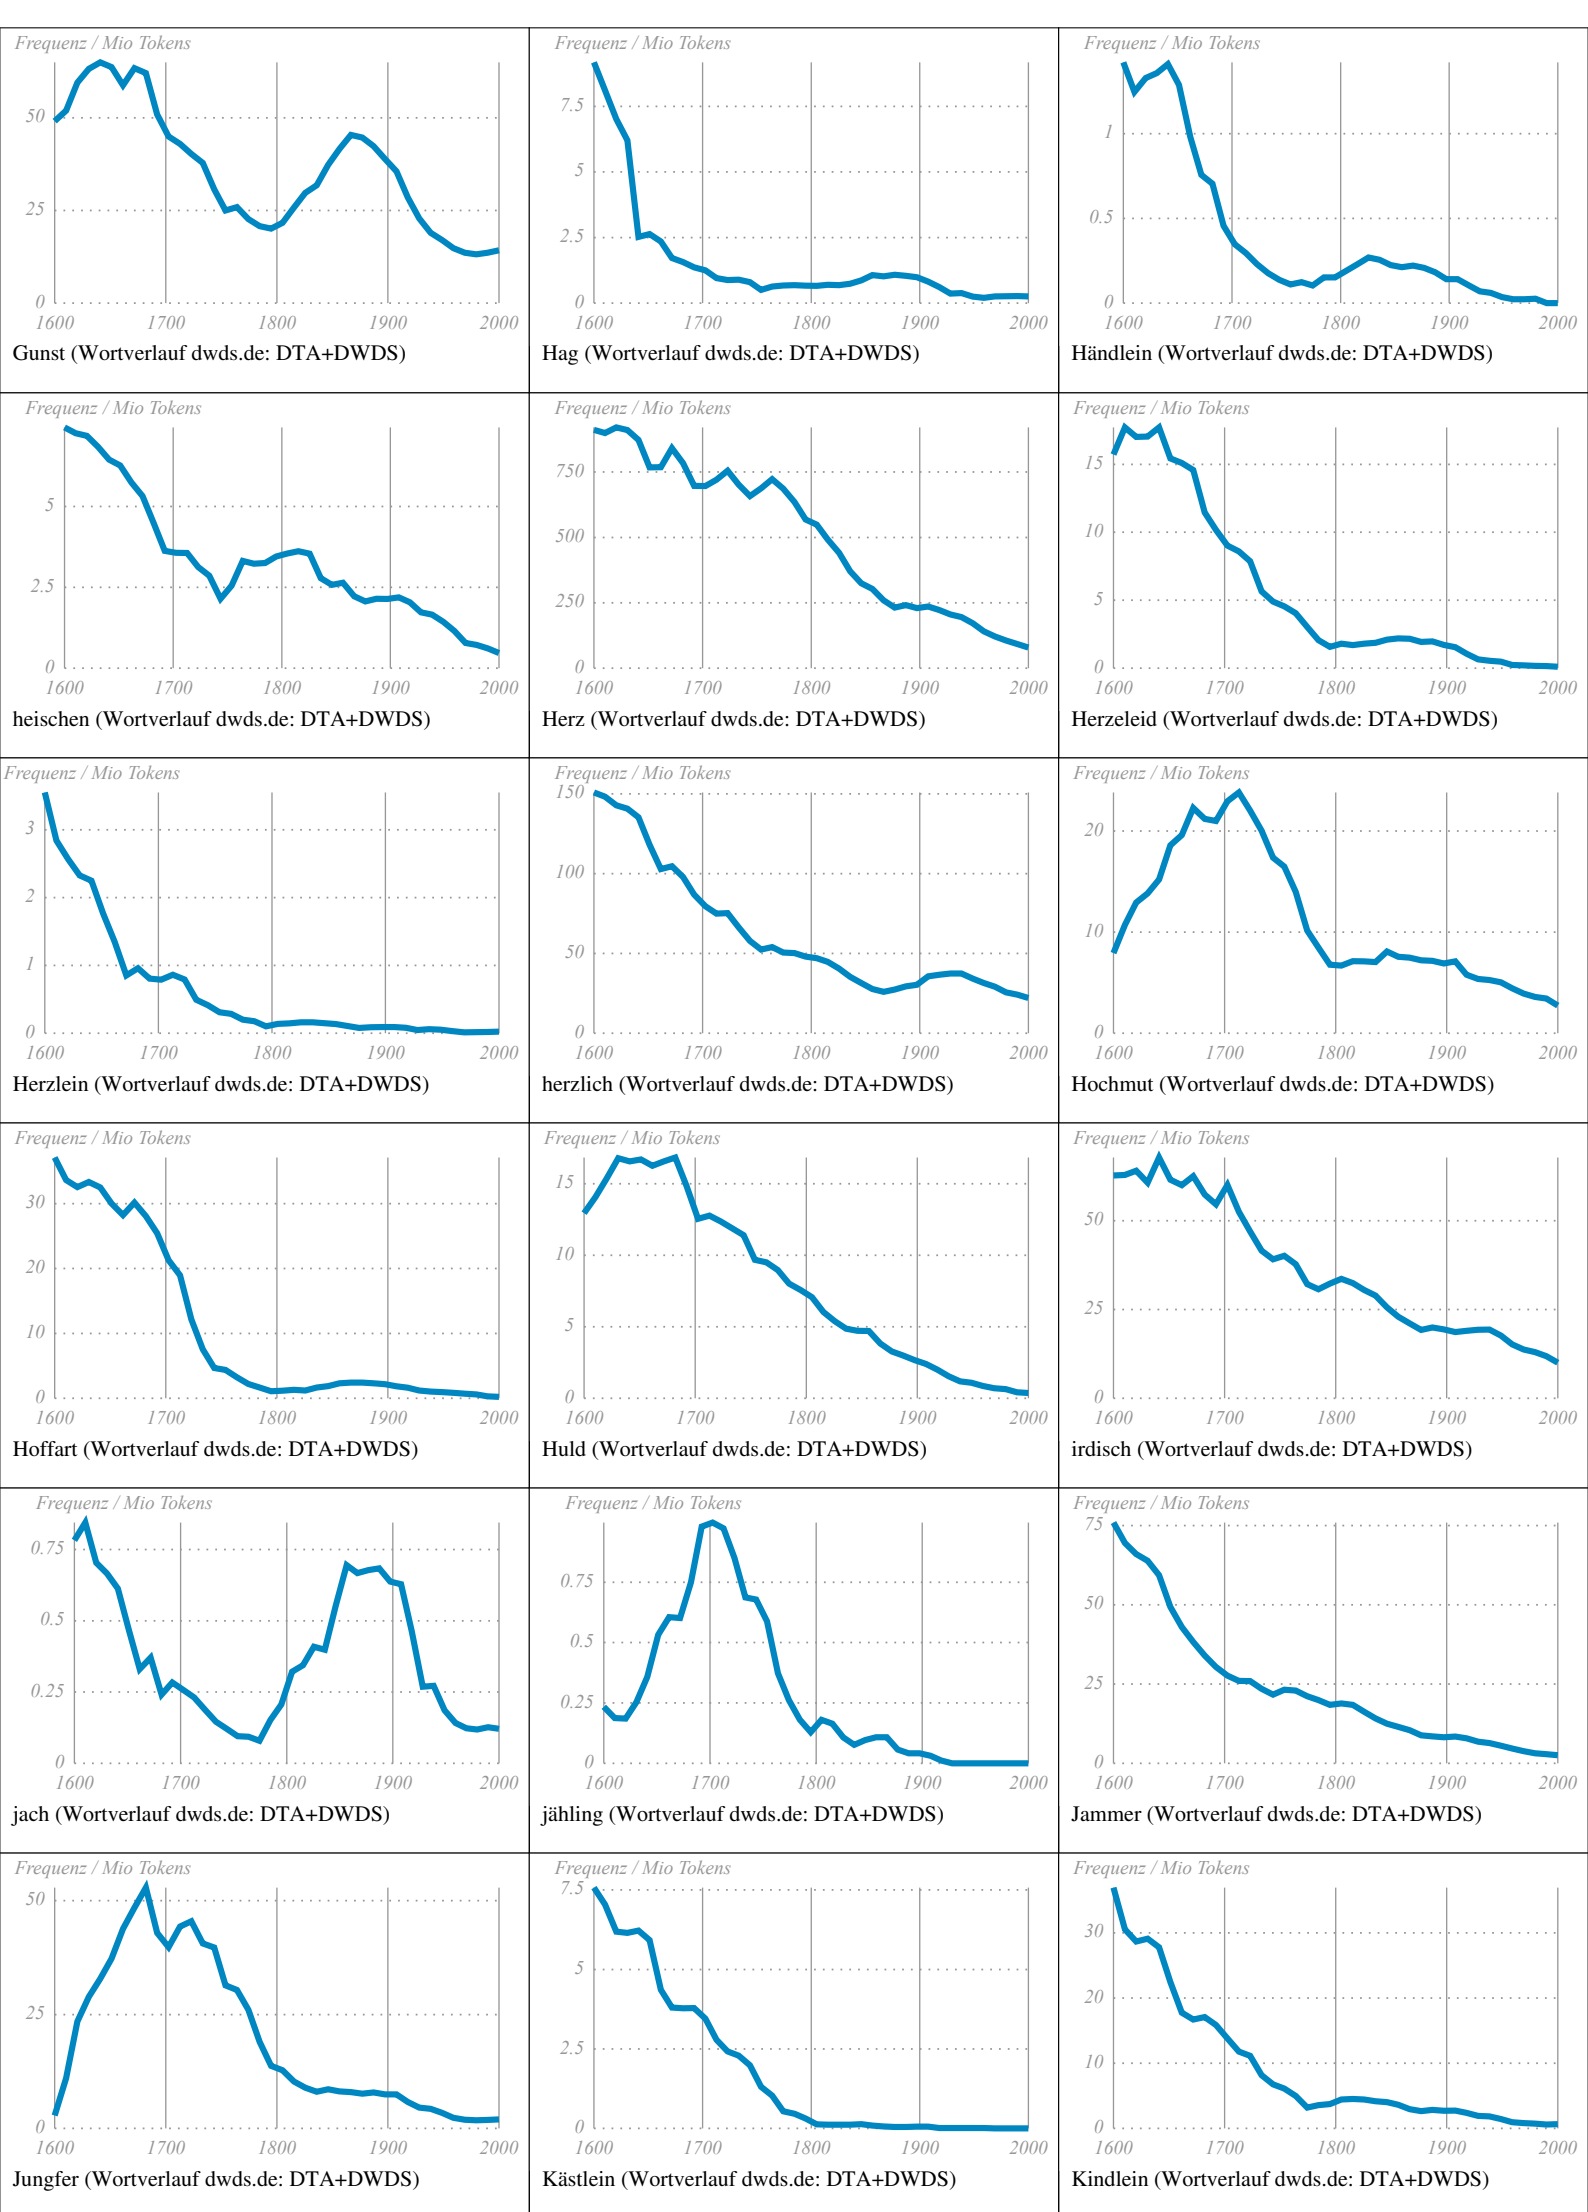 Frequenz / Mio Tokens
50
25
0
1600 1700 1800 1900 2000
Gunst (Wortverlauf dwds.de: DTA+DWDS)
Frequenz / Mio Tokens
7.5
5
2.5
0
1600 1700 1800 1900 2000
Hag (Wortverlauf dwds.de: DTA+DWDS)
Frequenz / Mio Tokens
1
0.5
0
1600 1700 1800 1900 2000
Händlein (Wortverlauf dwds.de: DTA+DWDS)
Frequenz / Mio Tokens
5
2.5
0
1600 1700 1800 1900 2000
heischen (Wortverlauf dwds.de: DTA+DWDS)
Frequenz / Mio Tokens
750
500
250
0
1600 1700 1800 1900 2000
Herz (Wortverlauf dwds.de: DTA+DWDS)
Frequenz / Mio Tokens
15
10
5
0
1600 1700 1800 1900 2000
Herzeleid (Wortverlauf dwds.de: DTA+DWDS)
Frequenz / Mio Tokens
3
2
1
0
1600 1700 1800 1900 2000
Herzlein (Wortverlauf dwds.de: DTA+DWDS)
Frequenz / Mio Tokens
150
100
50
0
1600 1700 1800 1900 2000
herzlich (Wortverlauf dwds.de: DTA+DWDS)
Frequenz / Mio Tokens
20
10
0
1600 1700 1800 1900 2000
Hochmut (Wortverlauf dwds.de: DTA+DWDS)
Frequenz / Mio Tokens
30
20
10
0
1600 1700 1800 1900 2000
Hoffart (Wortverlauf dwds.de: DTA+DWDS)
Frequenz / Mio Tokens
15
10
5
0
1600 1700 1800 1900 2000
Huld (Wortverlauf dwds.de: DTA+DWDS)
Frequenz / Mio Tokens
50
25
0
1600 1700 1800 1900 2000
irdisch (Wortverlauf dwds.de: DTA+DWDS)
Frequenz / Mio Tokens
0.75
0.5
0.25
0
1600 1700 1800 1900 2000
jach (Wortverlauf dwds.de: DTA+DWDS)
Frequenz / Mio Tokens
0.75
0.5
0.25
0
1600 1700 1800 1900 2000
jähling (Wortverlauf dwds.de: DTA+DWDS)
Frequenz / Mio Tokens
75
50
25
0
1600 1700 1800 1900 2000
Jammer (Wortverlauf dwds.de: DTA+DWDS)
Frequenz / Mio Tokens
50
25
0
1600 1700 1800 1900 2000
Jungfer (Wortverlauf dwds.de: DTA+DWDS)
Frequenz / Mio Tokens
7.5
5
2.5
0
1600 1700 1800 1900 2000
Kästlein (Wortverlauf dwds.de: DTA+DWDS)
Frequenz / Mio Tokens
30
20
10
0
1600 1700 1800 1900 2000
Kindlein (Wortverlauf dwds.de: DTA+DWDS)